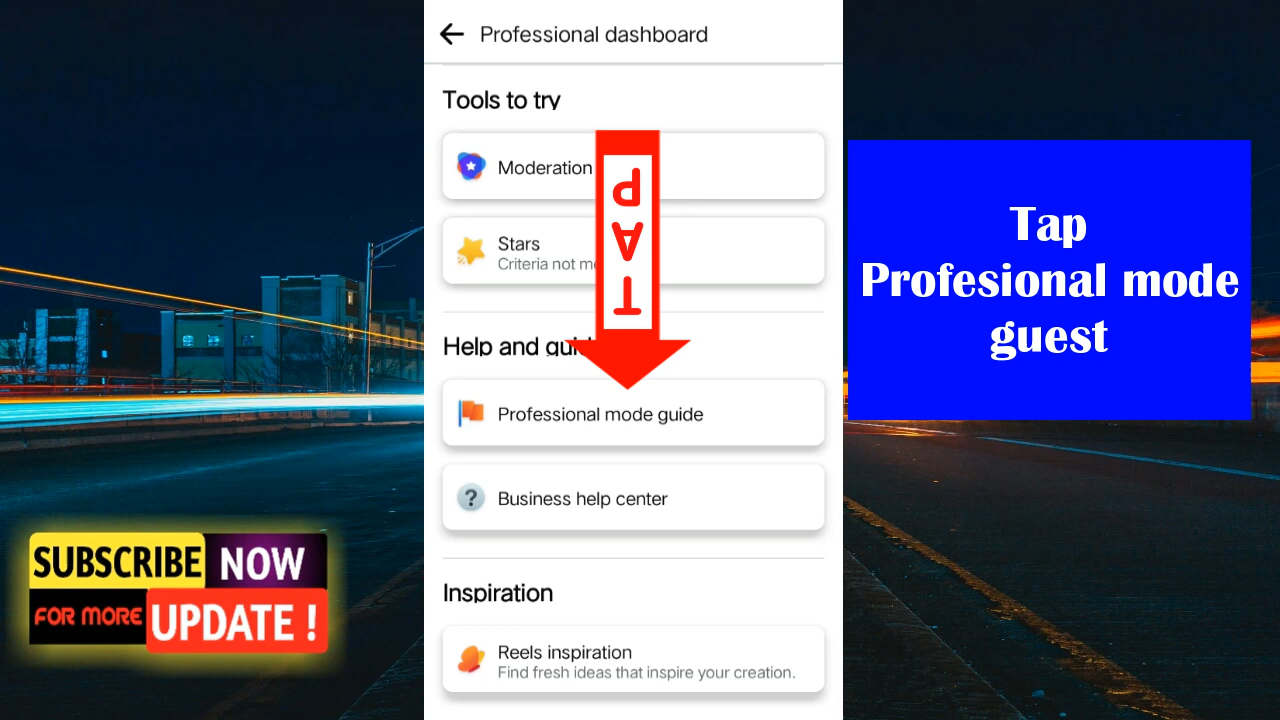 Professional dashboard
Tools to try
Moderation
Stars
Criteria not m
TAP
Help and gui
Professional mode guide
Business help center
Inspiration
Reels inspiration
Find fresh ideas that inspire your creation.
Tap
Profesional mode
guest
SUBSCRIBE NOW
FOR MORE UPDATE !